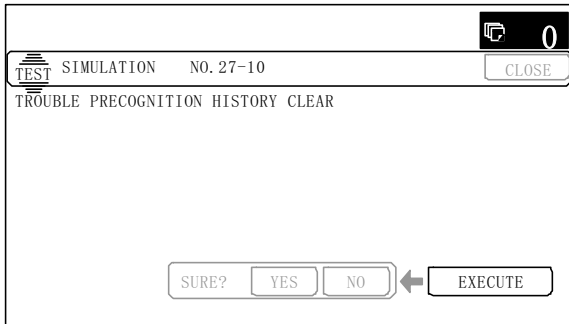 0
TEST SIMULATION NO.27-10 CLOSE
TROUBLE PRECOGNITION HISTORY CLEAR
SURE? YES NO EXECUTE